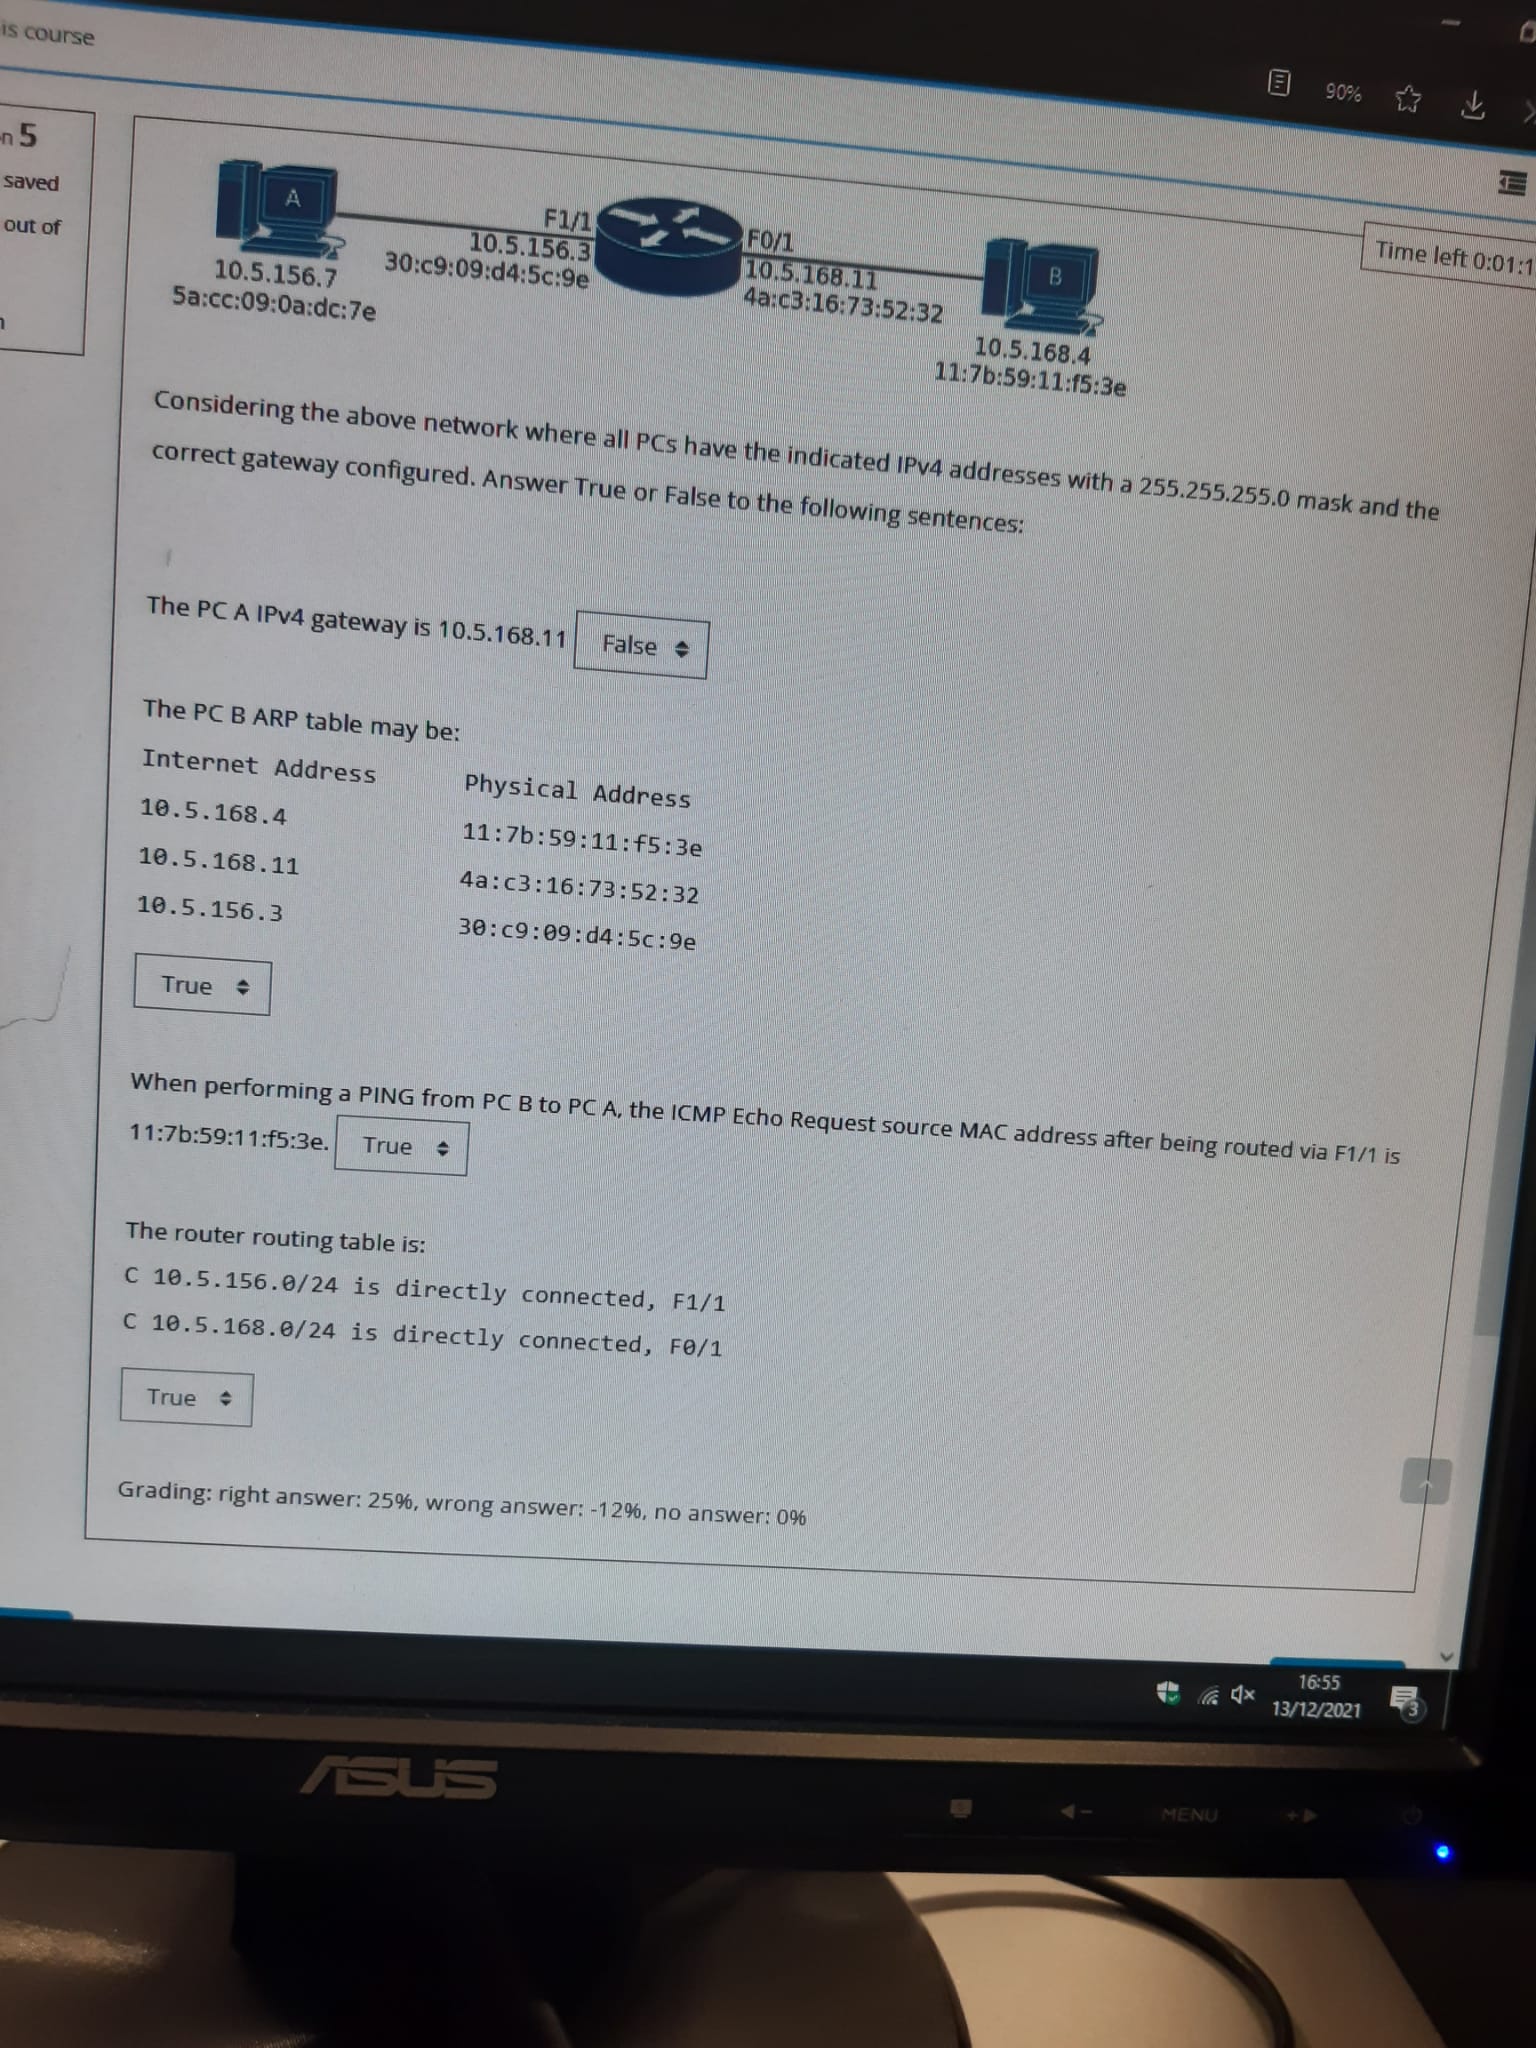 is course
90%
n 5
saved
out of
Time left 0:01:1
A
F1/1
10.5.156.3
30:c9:09:d4:5c:9e
10.5.156.7
5a:cc:09:0a:dc:7e
F0/1
10.5.168.11
4a:c3:16:73:52:32
B
10.5.168.4
11:7b:59:11:f5:3e
Considering the above network where all PCs have the indicated IPv4 addresses with a 255.255.255.0 mask and the
correct gateway configured. Answer True or False to the following sentences:
The PC A IPv4 gateway is 10.5.168.11 False
The PC B ARP table may be:
Internet Address Physical Address
10.5.168.4 11:7b:59:11:f5:3e
10.5.168.11 4a:c3:16:73:52:32
10.5.156.3 30:c9:09:d4:5c:9e
True
When performing a PING from PC B to PC A, the ICMP Echo Request source MAC address after being routed via F1/1 is
11:7b:59:11:f5:3e. True
The router routing table is:
C 10.5.156.0/24 is directly connected, F1/1
C 10.5.168.0/24 is directly connected, F0/1
True
Grading: right answer: 25%, wrong answer: -12%, no answer: 0%
16:55
13/12/2021
3
ASUS
MENU